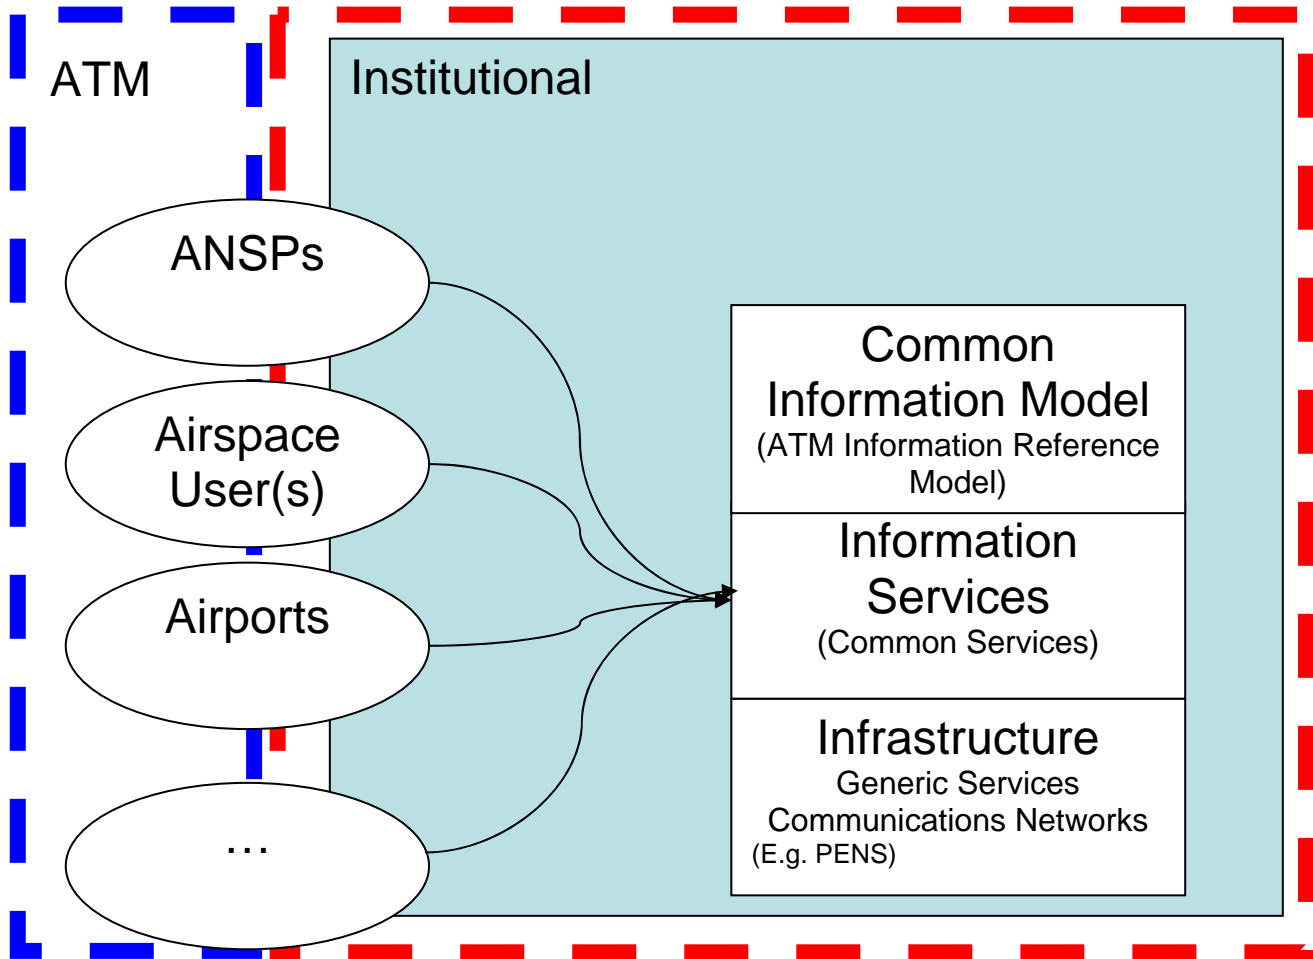 ATM
Institutional
ANSPs
Airspace
User(s)
Airports
…
Common
Information Model
(ATM Information Reference
Model)
Information
Services
(Common Services)
Infrastructure
Generic Services
Communications Networks
(E.g. PENS)